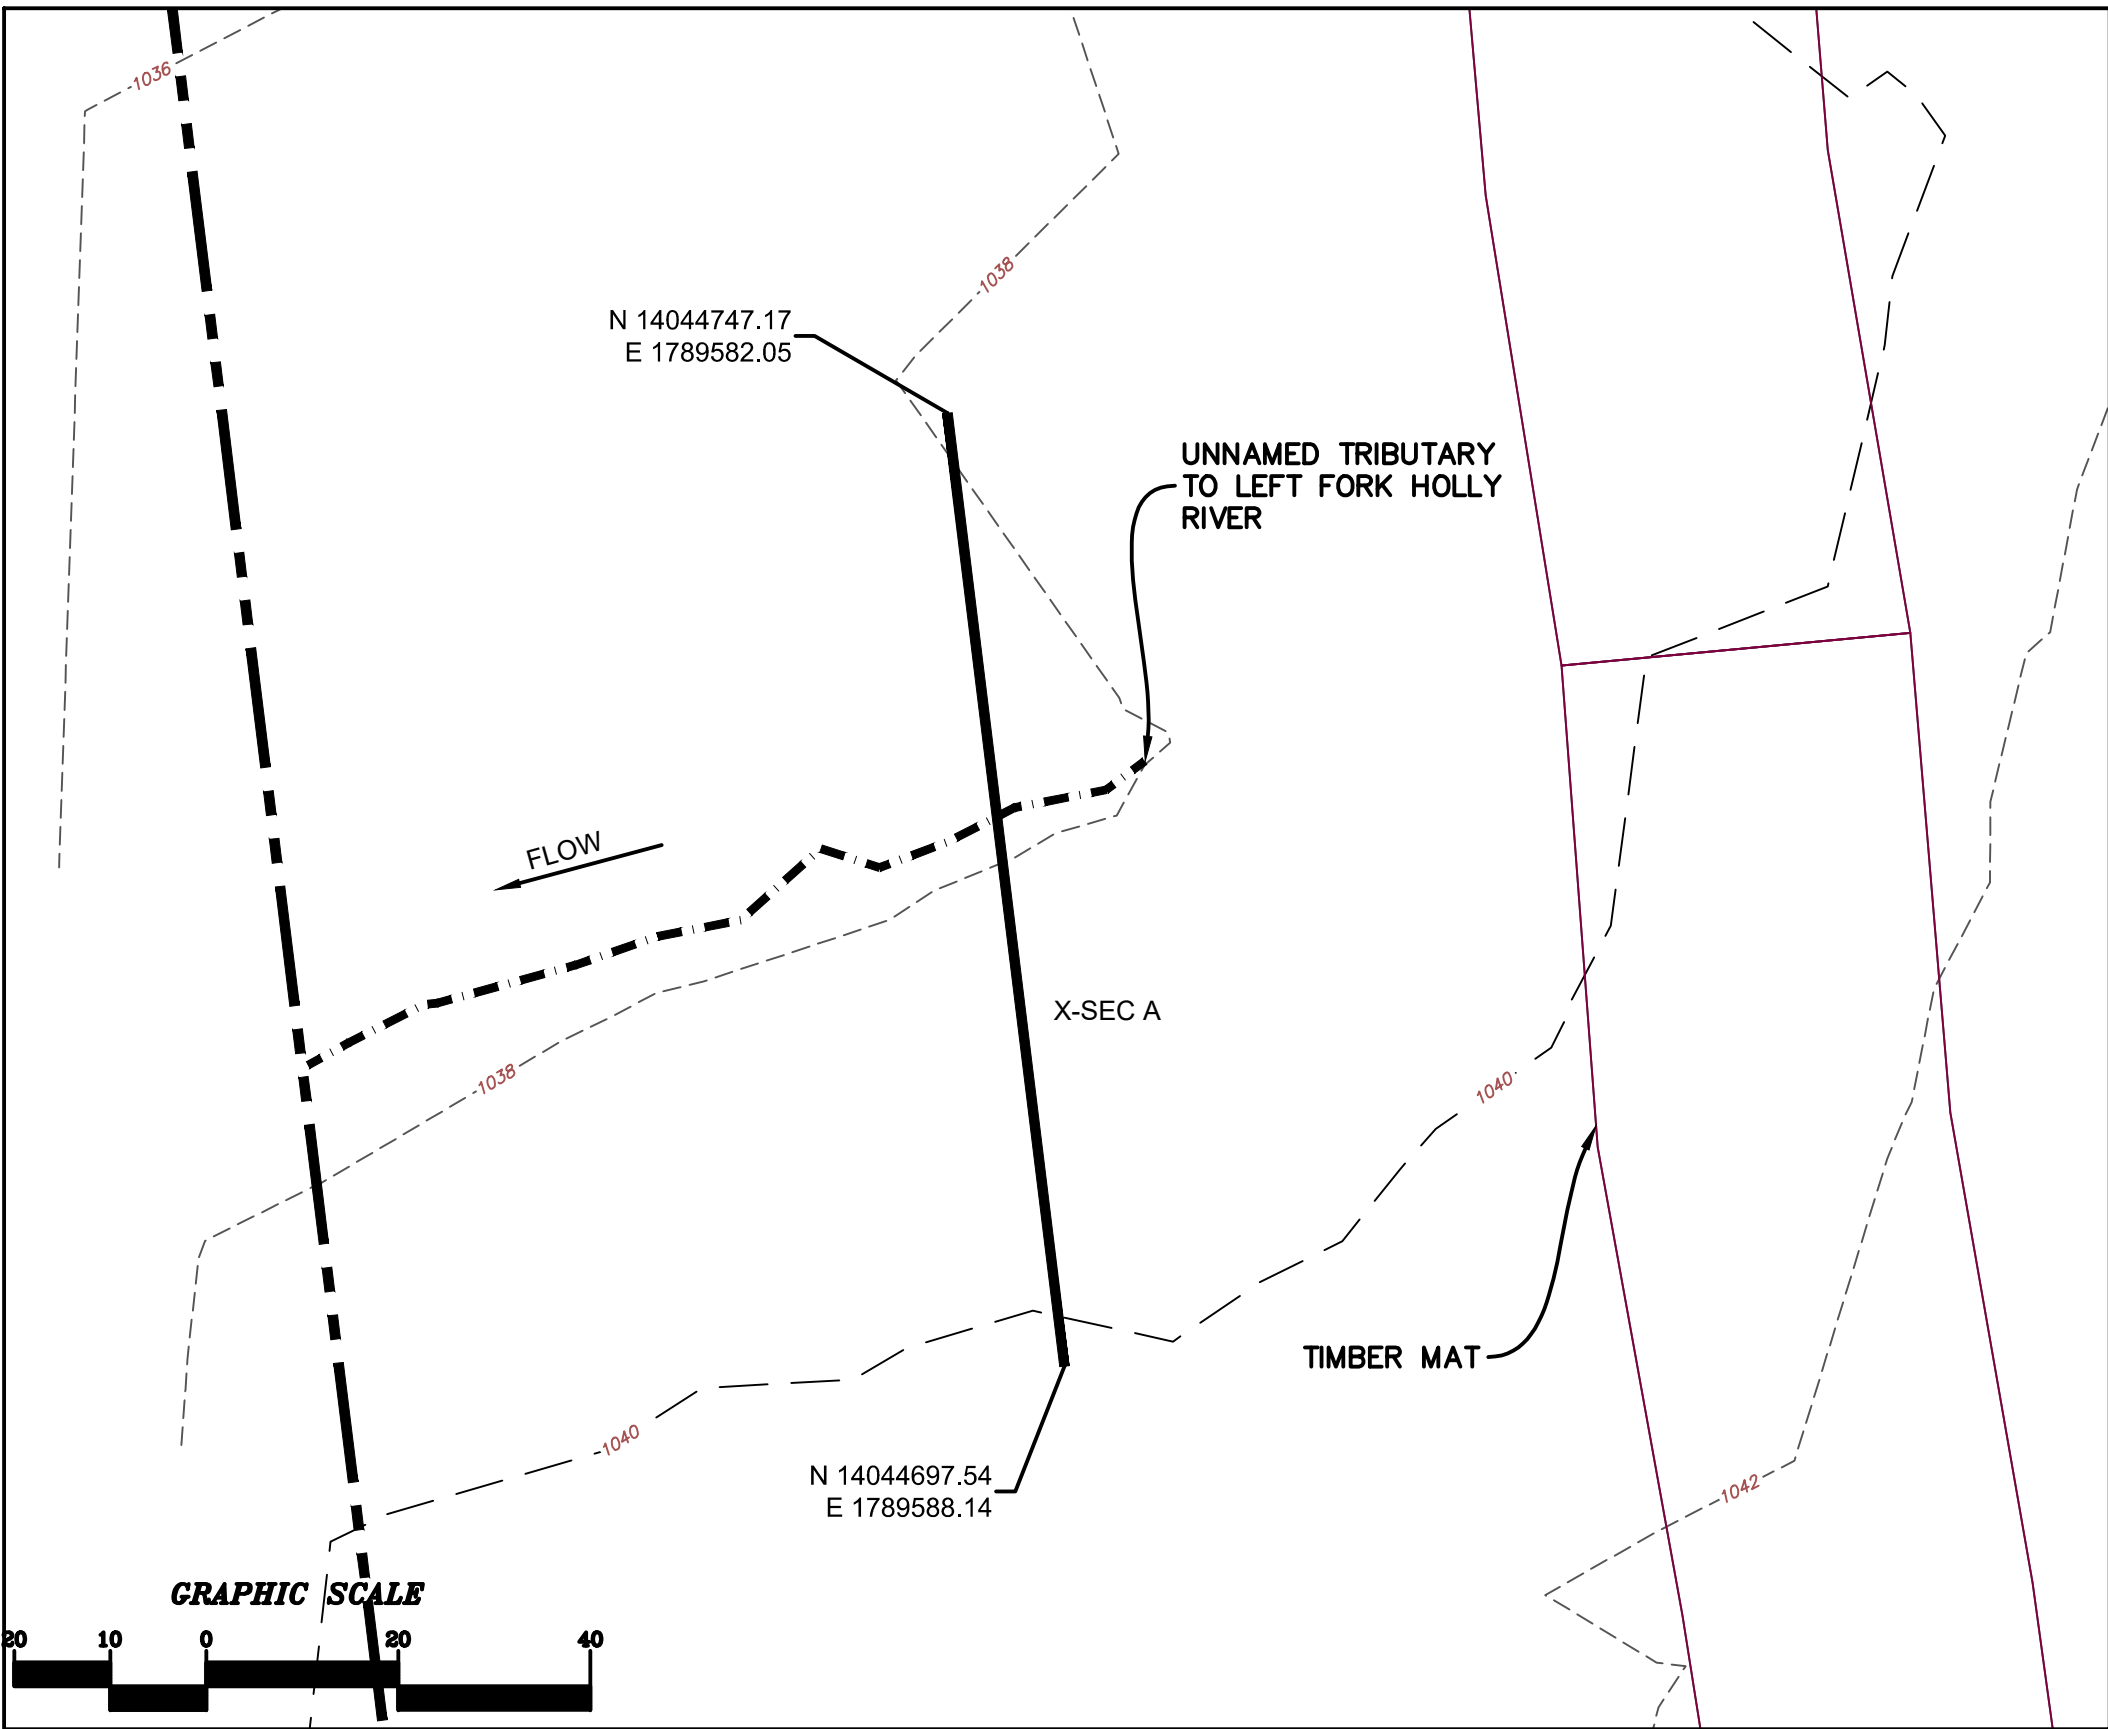 1036
1038
N 14044747.17
E 1789582.05
UNNAMED TRIBUTARY
TO LEFT FORK HOLLY
RIVER
FLOW
X-SEC A
1038
1040
TIMBER MAT
1040
N 14044697.54
E 1789588.14
1042
GRAPHIC SCALE
20 10 0 20 40